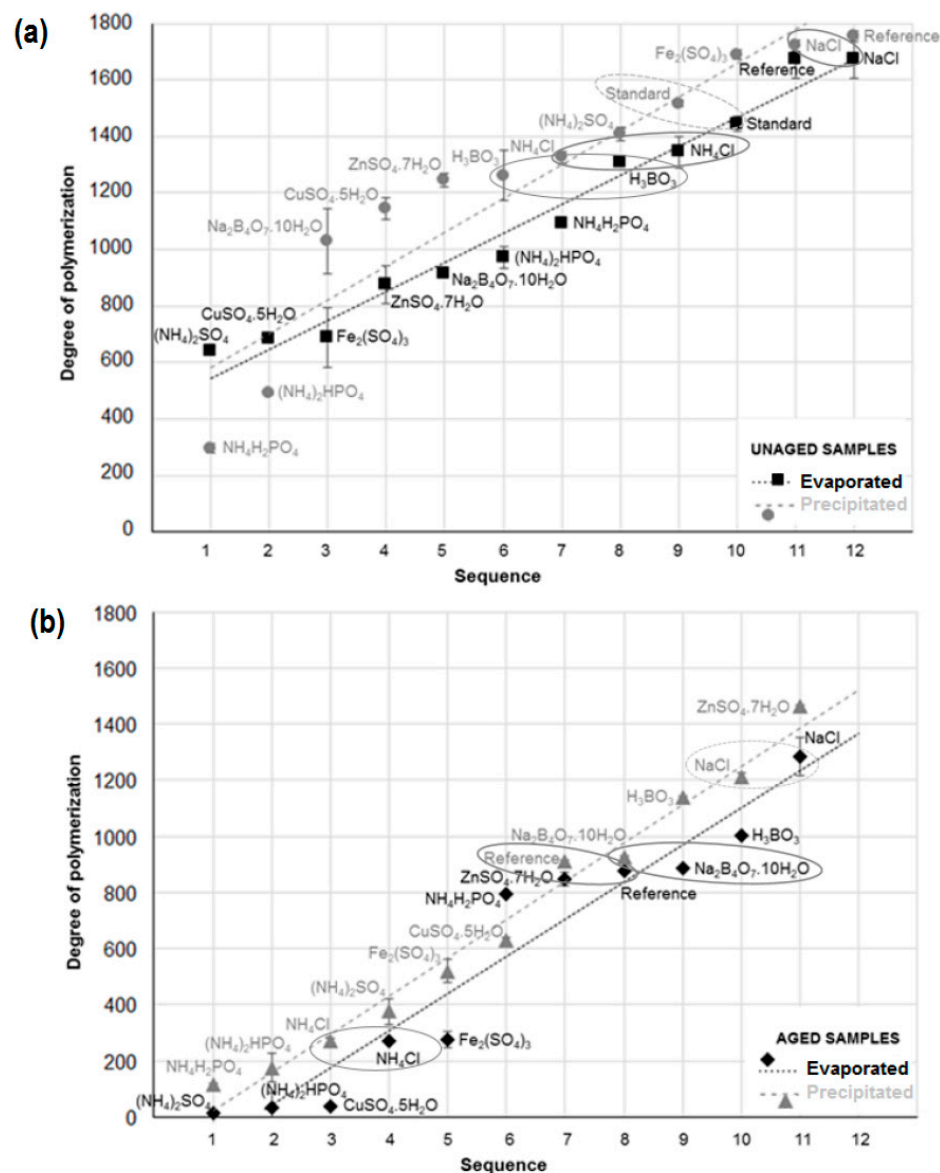 (a)
Degree of polymerization
1800
1600
1400
1200
1000
800
600
400
200
0
Fe₂(SO₄)₃
NaCl
Reference
Reference
NaCl
Standard
(NH₄)₂SO₄
Standard
NH₄Cl
NH₄Cl
H₃BO₃
ZnSO₄.7H₂O
H₃BO₃
CuSO₄.5H₂O
NH₄H₂PO₄
Na₂B₄O₇.10H₂O
(NH₄)₂HPO₄
Na₂B₄O₇.10H₂O
ZnSO₄.7H₂O
CuSO₄.5H₂O
(NH₄)₂SO₄
Fe₂(SO₄)₃
(NH₄)₂HPO₄
NH₄H₂PO₄
UNAGED SAMPLES
Evaporated
Precipitated
1 2 3 4 5 6 7 8 9 10 11 12
Sequence
(b)
Degree of polymerization
1800
1600
1400
1200
1000
800
600
400
200
0
ZnSO₄.7H₂O
NaCl
NaCl
H₃BO₃
Na₂B₄O₇.10H₂O
H₃BO₃
Reference
ZnSO₄.7H₂O
Na₂B₄O₇.10H₂O
NH₄H₂PO₄
Reference
CuSO₄.5H₂O
Fe₂(SO₄)₃
(NH₄)₂SO₄
NH₄Cl
Fe₂(SO₄)₃
(NH₄)₂HPO₄
NH₄Cl
NH₄H₂PO₄
(NH₄)₂HPO₄
(NH₄)₂SO₄
CuSO₄.5H₂O
AGED SAMPLES
Evaporated
Precipitated
1 2 3 4 5 6 7 8 9 10 11 12
Sequence